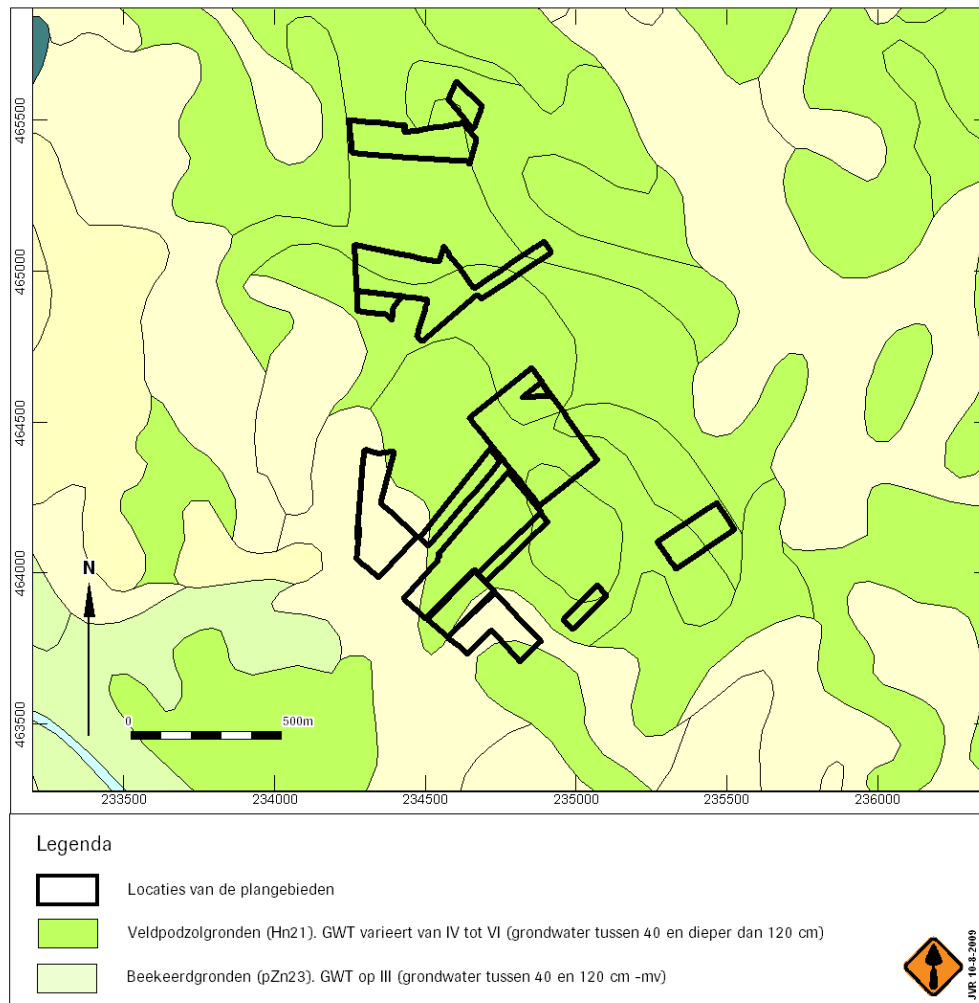 465500
465000
464500
464000
463500
N
0 500m
233500 234000 234500 235000 235500 236000
Legenda
Locaties van de plangebieden
Veldpodzolgronden (Hn21). GWT varieert van IV tot VI (grondwater tussen 40 en dieper dan 120 cm)
Beekeerdgronden (pZn23). GWT op III (grondwater tussen 40 en 120 cm -mv)
JVR 10-8-2009